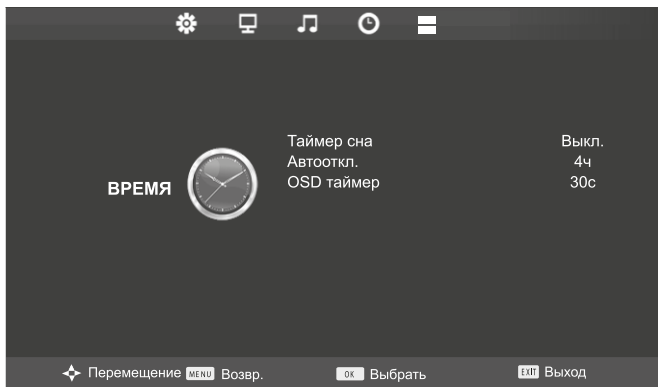 Таймер сна Выкл.
Автооткл. 4ч
ВРЕМЯ
OSD таймер 30с
Перемещение MENU Возвр. OK Выбрать EXIT Выход